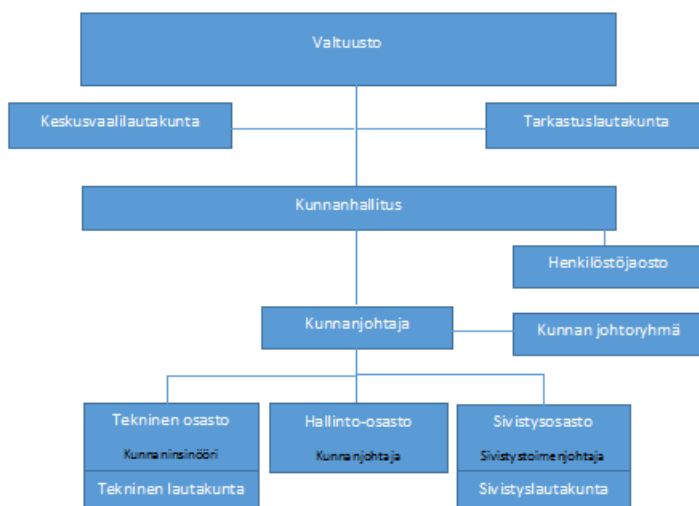 Valtuusto
Keskusvaalilautakunta
Tarkastuslautakunta
Kunnanhallitus
Henkilöstöjaosto
Kunnanjohtaja
Kunnan johtoryhmä
Tekninen osasto
Kunnaninsinööri
Tekninen lautakunta
Hallinto-osasto
Kunnanjohtaja
Sivistysosasto
Sivistystoimenjohtaja
Sivistyslautakunta